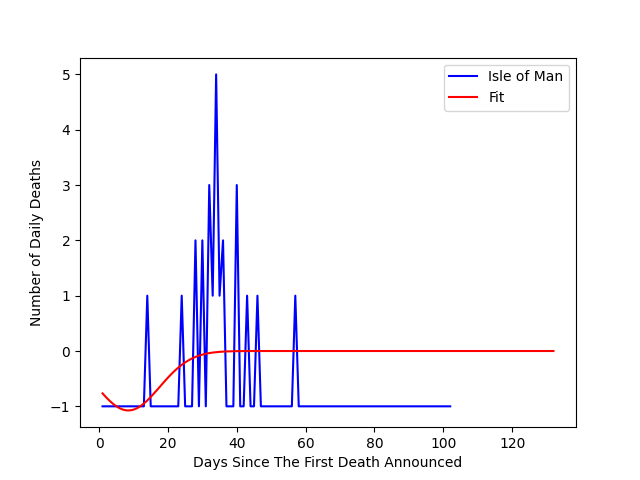 Isle of Man
Fit
5
4
3
2
1
0
−1
0 20 40 60 80 100 120
Number of Daily Deaths
Days Since The First Death Announced